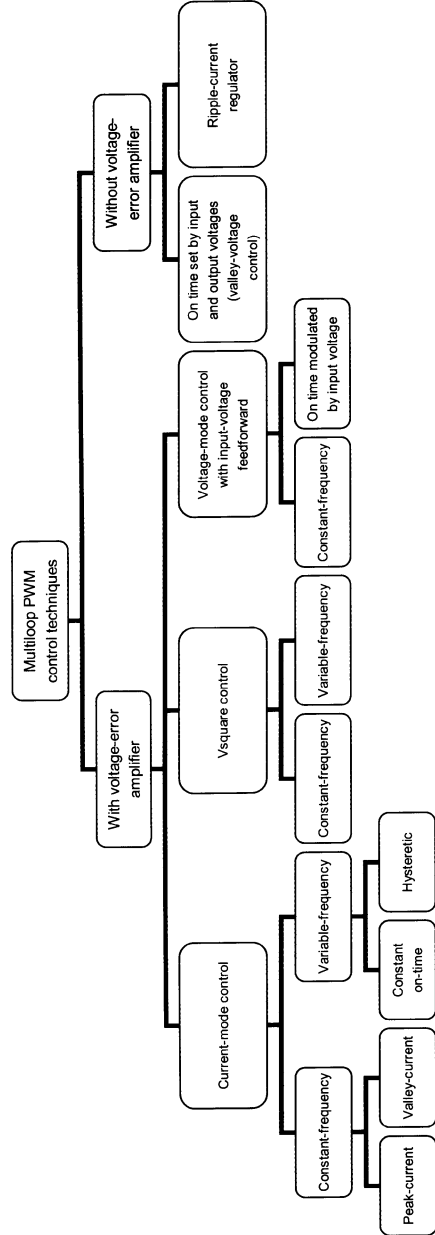 Multiloop PWM
control techniques
With voltage-error
amplifier
Without voltage-
error amplifier
Current-mode control
Vsquare control
Voltage-mode control
with input-voltage
feedforward
On time set by input
and output voltages
(valley-voltage
control)
Ripple-current
regulator
Constant-frequency
Variable-frequency
Constant-frequency
Variable-frequency
Constant-frequency
On time modulated
by input voltage
Peak-current
Valley-current
Constant
on-time
Hysteretic